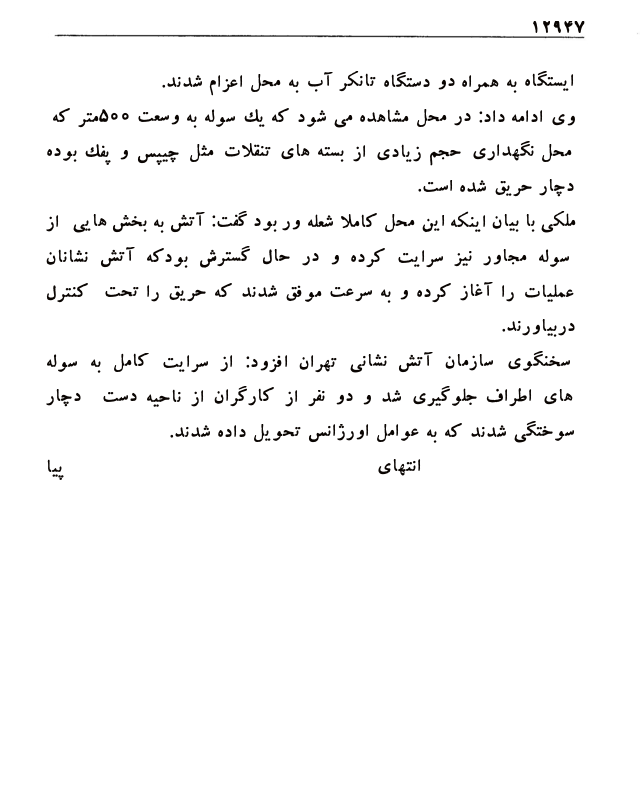 ۱۲۹۴۷
ایستگاه به همراه دو دستگاه تانکر آب به محل اعزام شدند.
وی ادامه داد: در محل مشاهده می شود که یك سوله به وسعت ۵۰۰متر که
محل نگهداری حجم زیادی از بسته های تنقلات مثل چیپس و پفك بوده
دچار حریق شده است.
ملکی با بیان اینکه این محل کاملا شعله ور بود گفت: آتش به بخش هایی از
سوله مجاور نیز سرایت کرده و در حال گسترش بودکه آتش نشانان
عملیات را آغاز کرده و به سرعت موفق شدند که حریق را تحت کنترل
دربیاورند.
سخنگوی سازمان آتش نشانی تهران افزود: از سرایت کامل به سوله
های اطراف جلوگیری شد و دو نفر از کارگران از ناحیه دست دچار
سوختگی شدند که به عوامل اورژانس تحویل داده شدند.
انتهای پیا